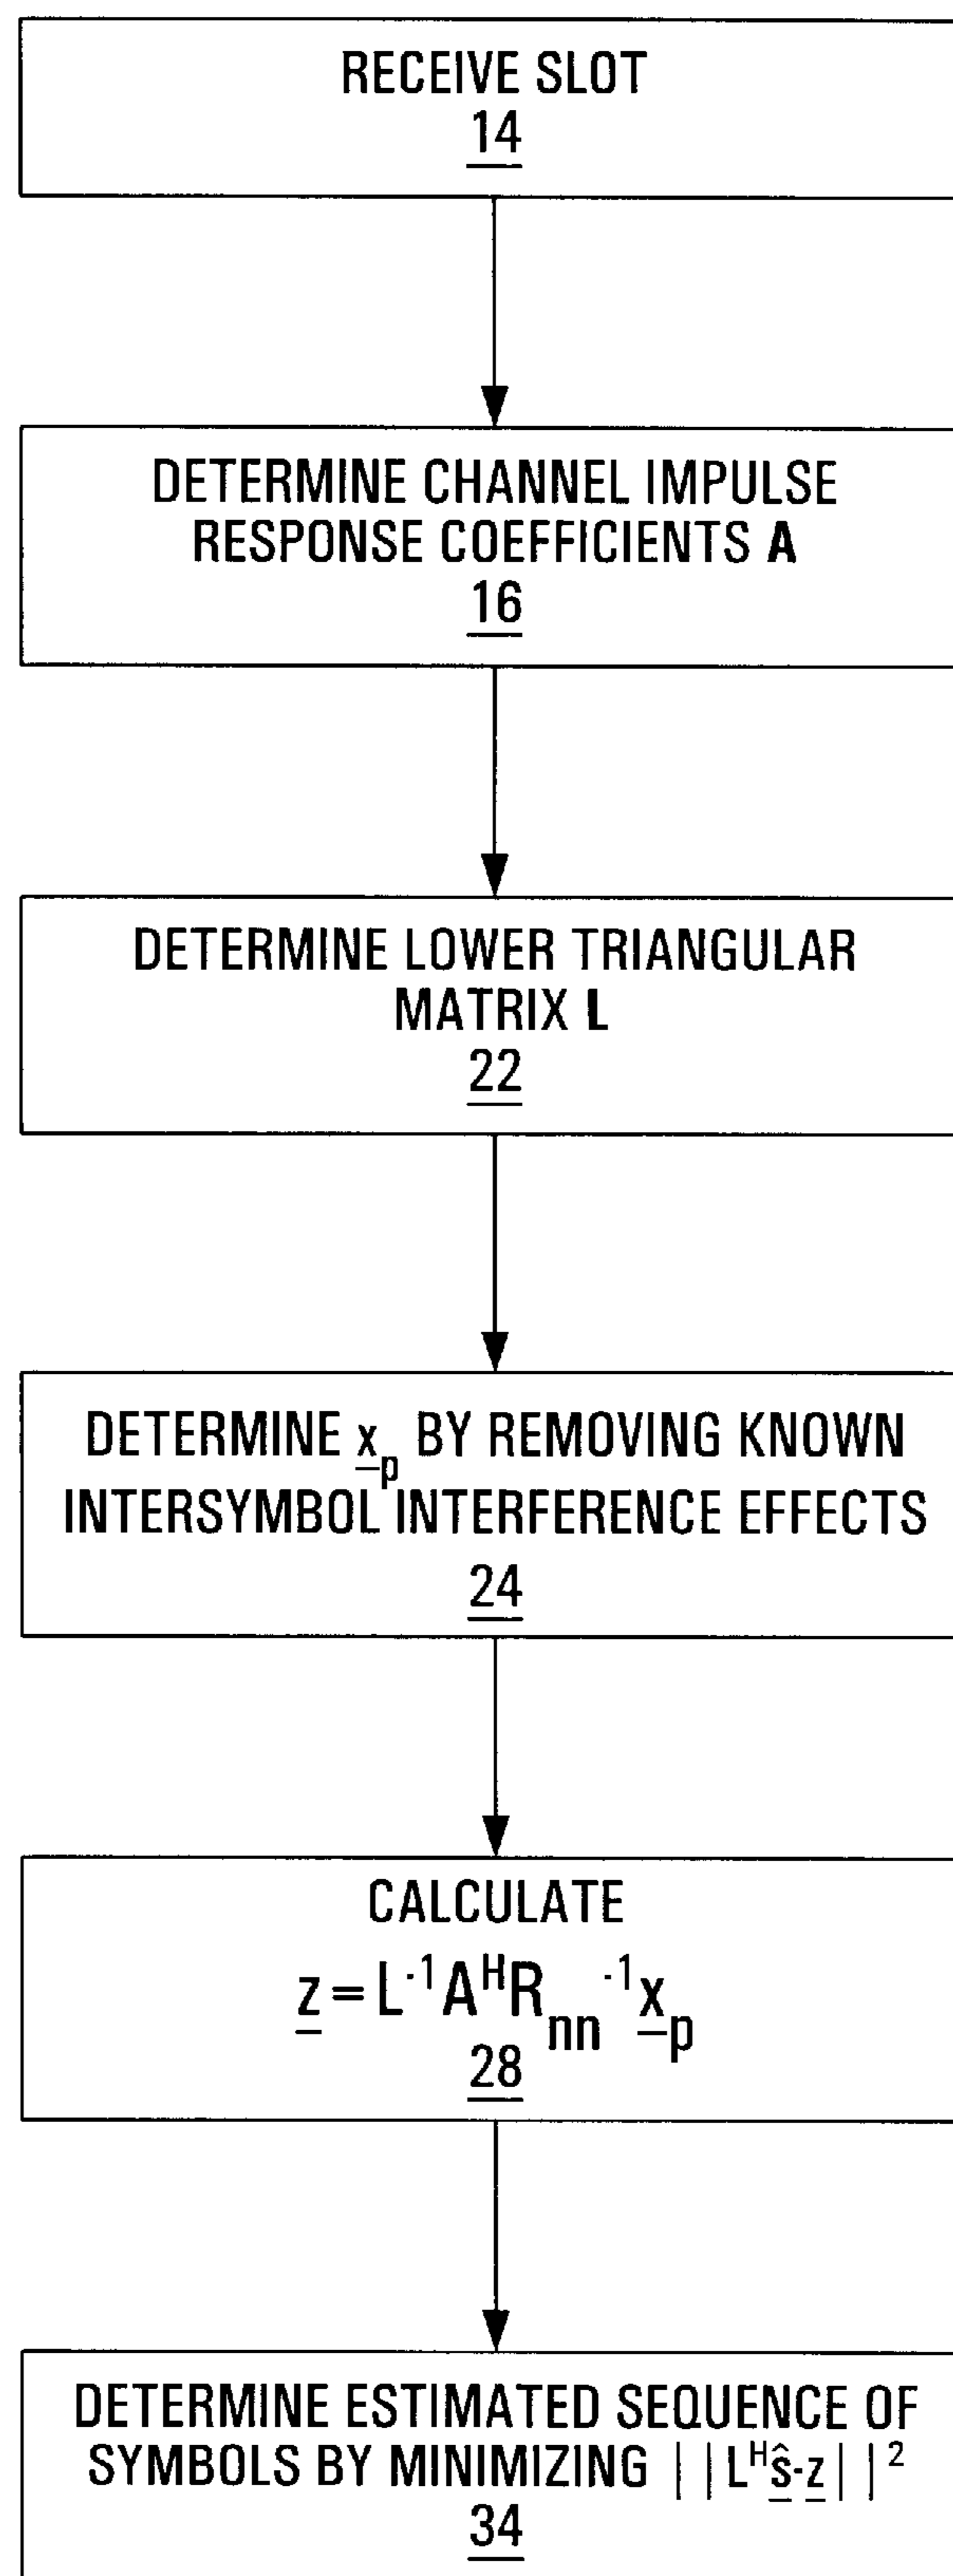 RECEIVE SLOT
14
DETERMINE CHANNEL IMPULSE
RESPONSE COEFFICIENTS A
16
DETERMINE LOWER TRIANGULAR
MATRIX L
22
DETERMINE x_p BY REMOVING KNOWN
INTERSYMBOL INTERFERENCE EFFECTS
24
CALCULATE
z = L^-1 A^H R_nn^-1 x_p
28
DETERMINE ESTIMATED SEQUENCE OF
SYMBOLS BY MINIMIZING ||L^H ŝ-z||^2
34